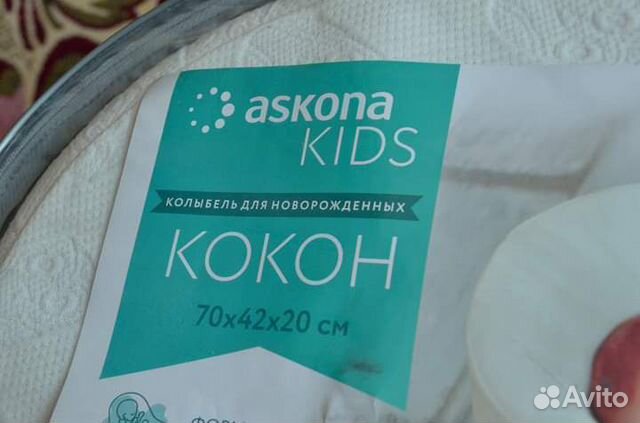 askona
KIDS
КОЛЫБЕЛЬ ДЛЯ НОВОРОЖДЕННЫХ
КОКОН
70x42x20 см
Avito